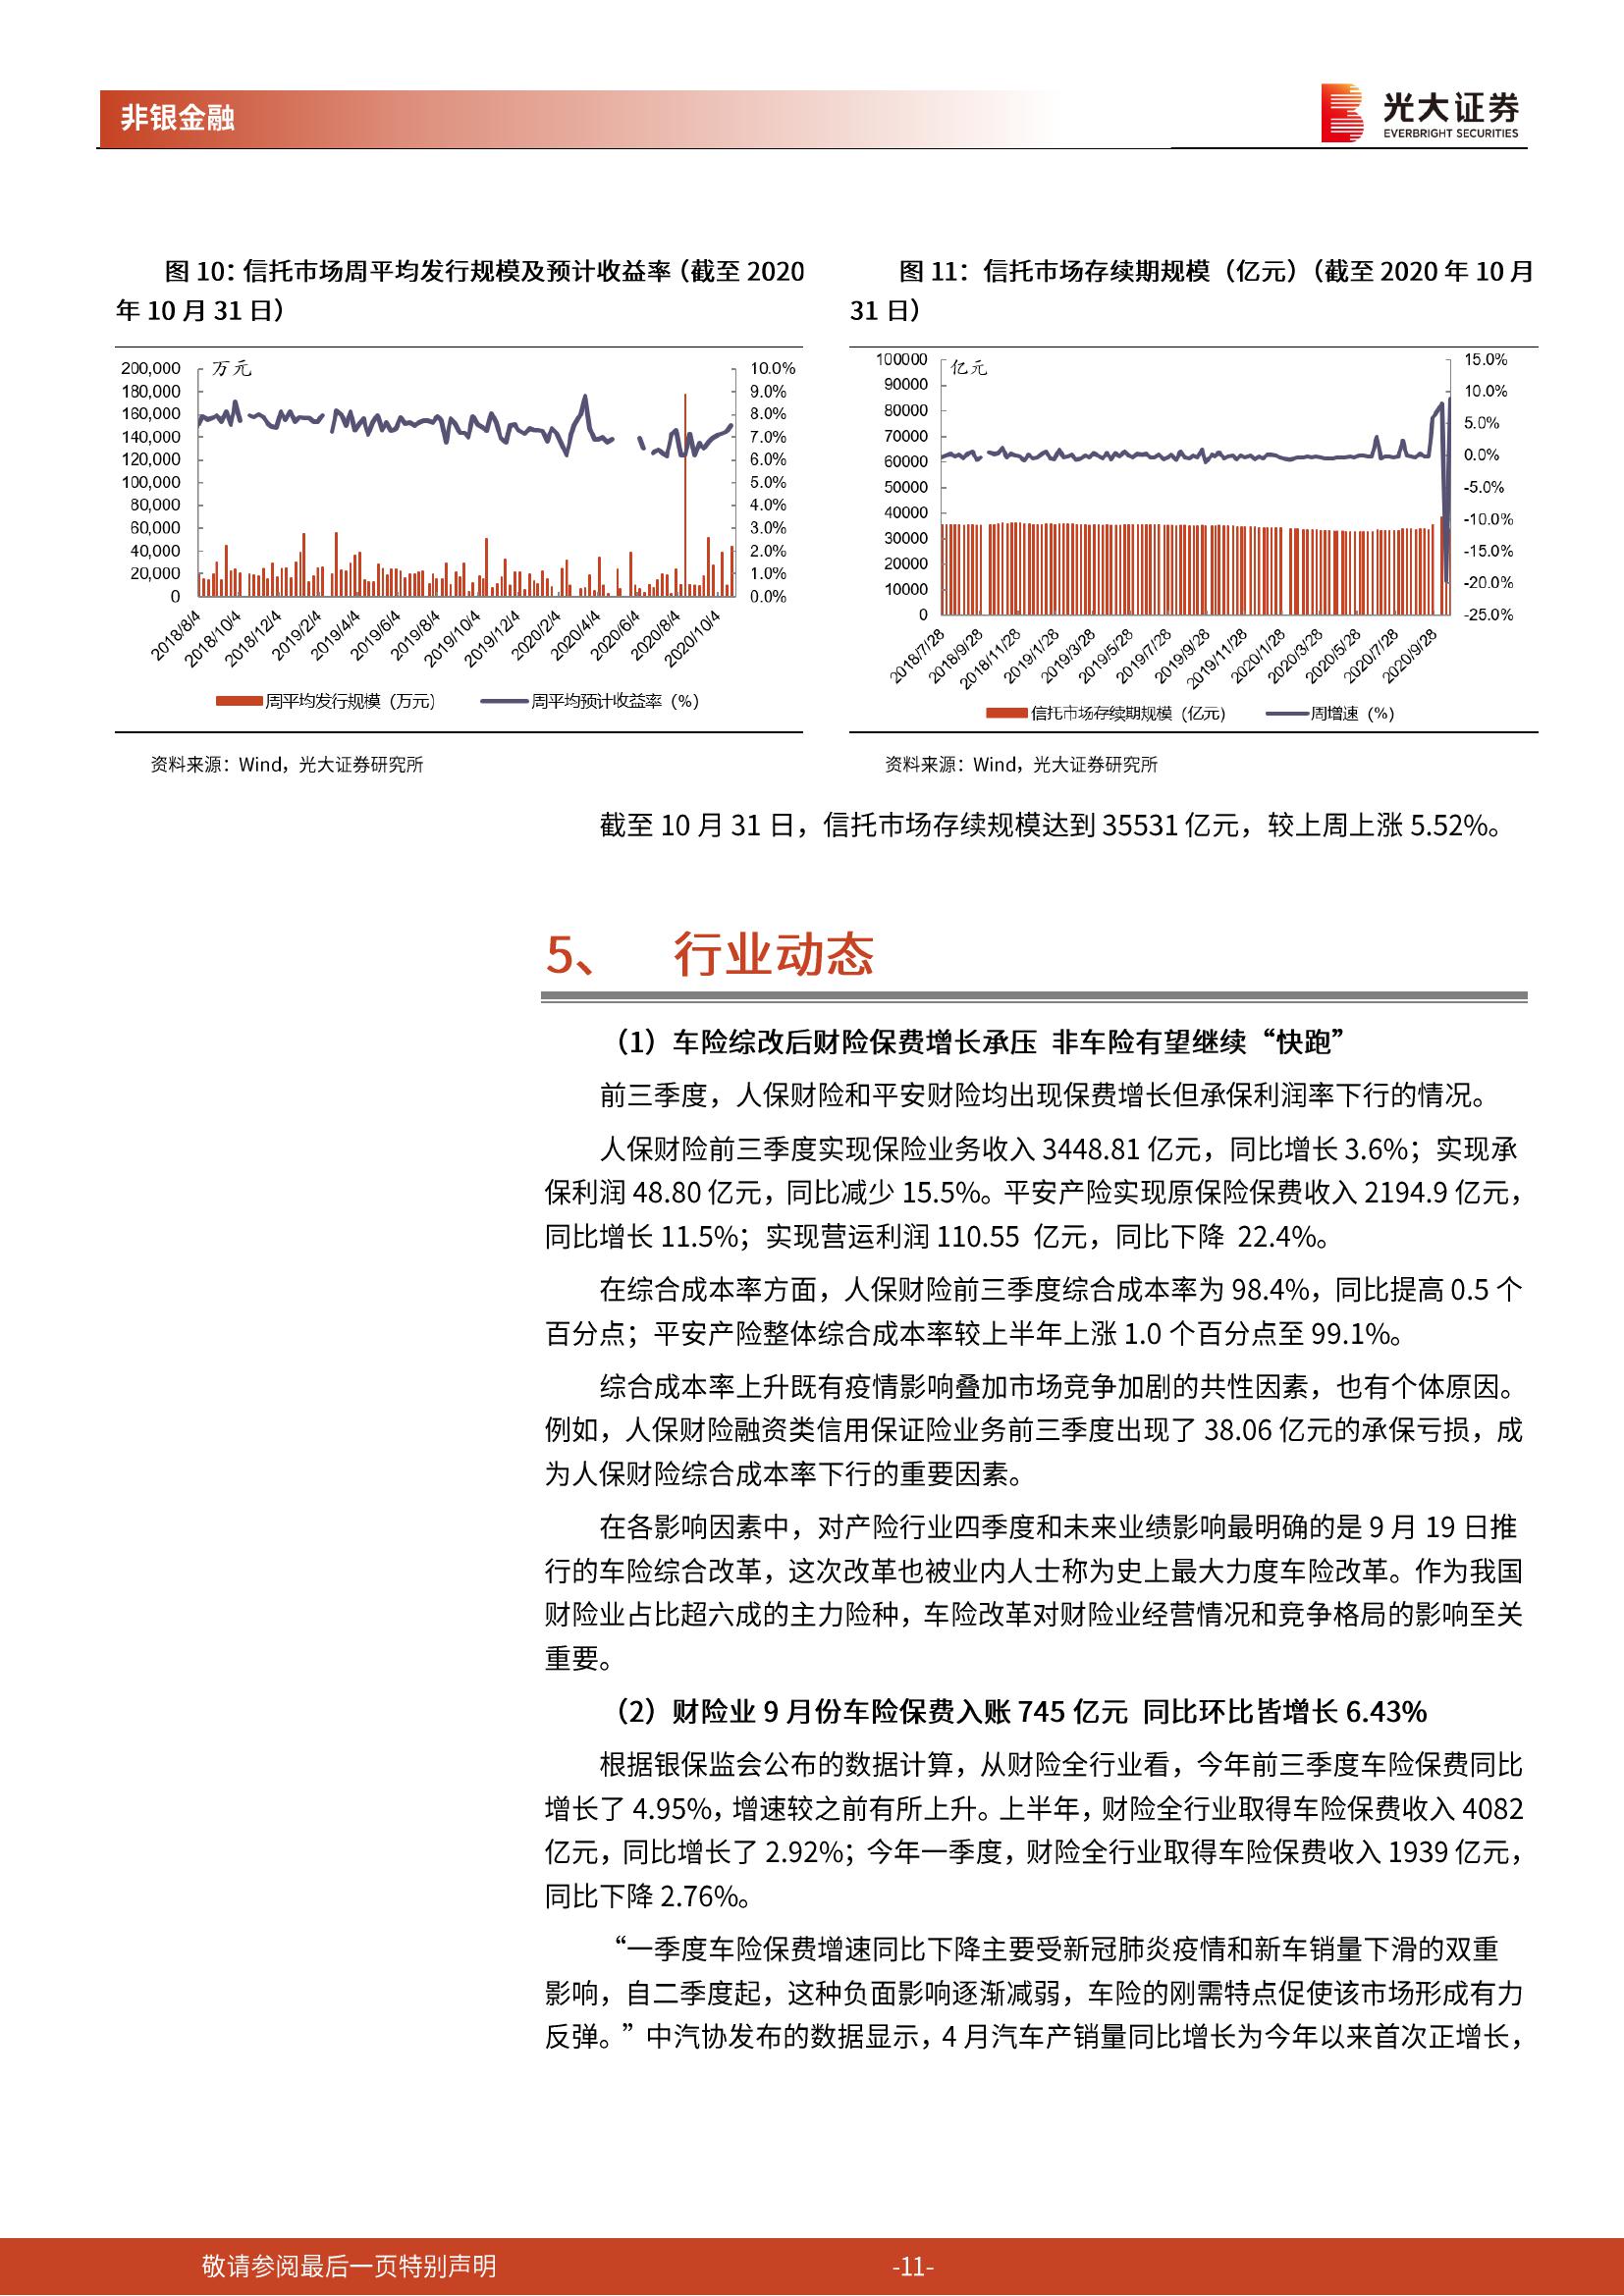 非银金融
光大证券
EVERBRIGHT SECURITIES
图 10：信托市场周平均发行规模及预计收益率（截至 2020
年 10 月 31 日）
200,000
180,000
160,000
140,000
120,000
100,000
80,000
60,000
40,000
20,000
0
万元
10.0%
9.0%
8.0%
7.0%
6.0%
5.0%
4.0%
3.0%
2.0%
1.0%
0.0%
2018/8/4
2018/10/4
2018/12/4
2019/2/4
2019/4/4
2019/6/4
2019/8/4
2019/10/4
2019/12/4
2020/2/4
2020/4/4
2020/6/4
2020/8/4
2020/10/4
周平均发行规模（万元） 周平均预计收益率（%）
资料来源：Wind，光大证券研究所
图 11：信托市场存续期规模（亿元）（截至 2020 年 10 月
31 日）
100000
90000
80000
70000
60000
50000
40000
30000
20000
10000
0
亿元
15.0%
10.0%
5.0%
0.0%
-5.0%
-10.0%
-15.0%
-20.0%
-25.0%
2018/7/28
2018/9/28
2018/11/28
2019/1/28
2019/3/28
2019/5/28
2019/7/28
2019/9/28
2019/11/28
2020/1/28
2020/3/28
2020/5/28
2020/7/28
2020/9/28
信托市场存续期规模（亿元） 周增速（%）
资料来源：Wind，光大证券研究所
截至 10 月 31 日，信托市场存续规模达到 35531 亿元，较上周上涨 5.52%。
5、 行业动态
（1）车险综改后财险保费增长承压 非车险有望继续“快跑”
前三季度，人保财险和平安财险均出现保费增长但承保利润率下行的情况。
人保财险前三季度实现保险业务收入 3448.81 亿元，同比增长 3.6%；实现承
保利润 48.80 亿元，同比减少 15.5%。平安产险实现原保险保费收入 2194.9 亿元，
同比增长 11.5%；实现营运利润 110.55 亿元，同比下降 22.4%。
在综合成本率方面，人保财险前三季度综合成本率为 98.4%，同比提高 0.5 个
百分点；平安产险整体综合成本率较上半年上涨 1.0 个百分点至 99.1%。
综合成本率上升既有疫情影响叠加市场竞争加剧的共性因素，也有个体原因。
例如，人保财险融资类信用保证险业务前三季度出现了 38.06 亿元的承保亏损，成
为人保财险综合成本率下行的重要因素。
在各影响因素中，对产险行业四季度和未来业绩影响最明确的是 9 月 19 日推
行的车险综合改革，这次改革也被业内人士称为史上最大力度车险改革。作为我国
财险业占比超六成的主力险种，车险改革对财险业经营情况和竞争格局的影响至关
重要。
（2）财险业 9 月份车险保费入账 745 亿元 同比环比皆增长 6.43%
根据银保监会公布的数据计算，从财险全行业看，今年前三季度车险保费同比
增长了 4.95%，增速较之前有所上升。上半年，财险全行业取得车险保费收入 4082
亿元，同比增长了 2.92%；今年一季度，财险全行业取得车险保费收入 1939 亿元，
同比下降 2.76%。
“一季度车险保费增速同比下降主要受新冠肺炎疫情和新车销量下滑的双重
影响，自二季度起，这种负面影响逐渐减弱，车险的刚需特点促使该市场形成有力
反弹。”中汽协发布的数据显示，4 月汽车产销量同比增长为今年以来首次正增长，
敬请参阅最后一页特别声明
-11-